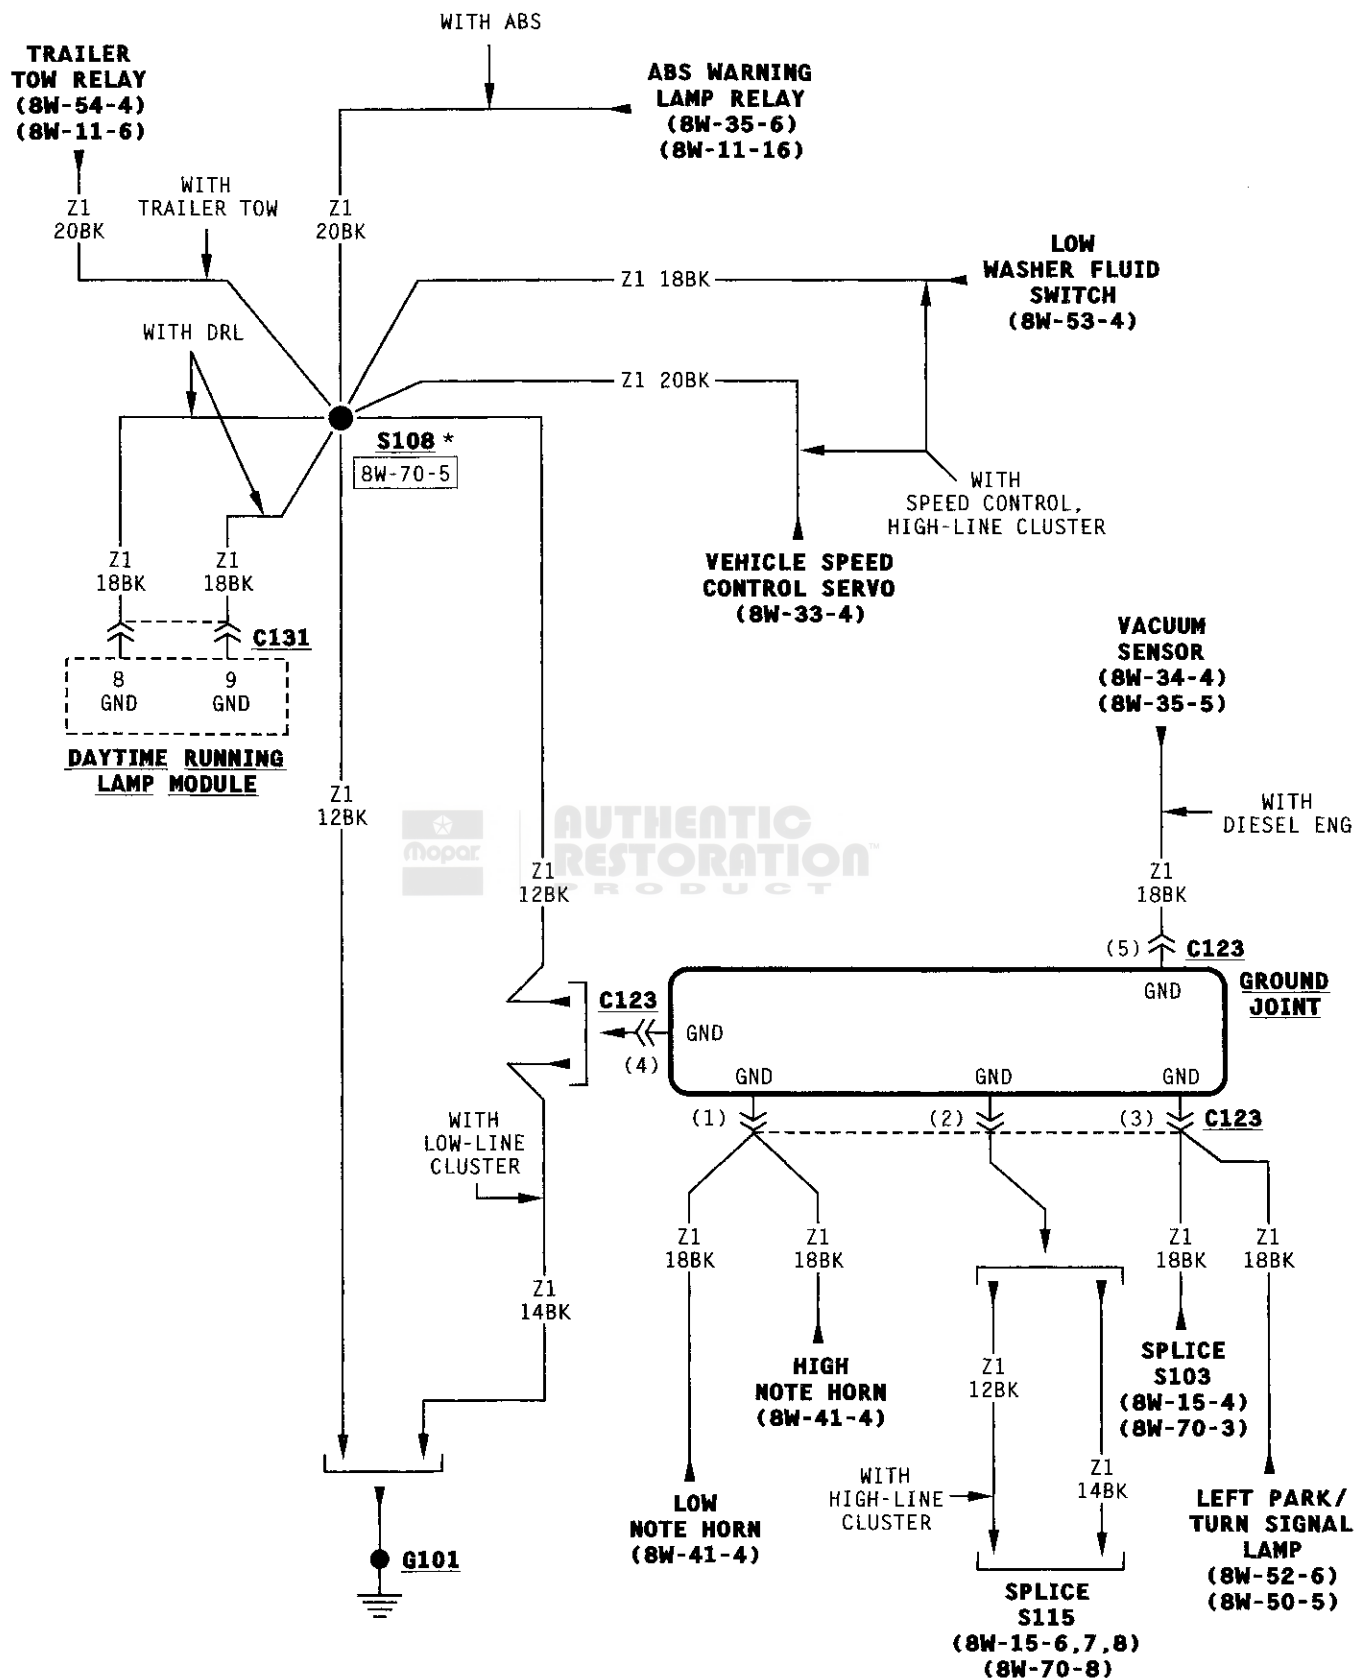 WITH ABS
TRAILER
TOW RELAY
(8W-54-4)
(8W-11-6)
ABS WARNING
LAMP RELAY
(8W-35-6)
(8W-11-16)
WITH
TRAILER TOW
Z1
20BK
Z1
20BK
LOW
WASHER FLUID
SWITCH
(8W-53-4)
Z1 18BK
WITH DRL
Z1 20BK
S108 *
8W-70-5
WITH
SPEED CONTROL,
HIGH-LINE CLUSTER
Z1
18BK
Z1
18BK
VEHICLE SPEED
CONTROL SERVO
(8W-33-4)
C131
8
GND
9
GND
DAYTIME RUNNING
LAMP MODULE
VACUUM
SENSOR
(8W-34-4)
(8W-35-5)
Z1
12BK
WITH
DIESEL ENG
Mopar
AUTHENTIC
RESTORATION™
PRODUCT
Z1
12BK
Z1
18BK
(5)
C123
GND
GROUND
JOINT
C123
(4)
GND
GND
GND
GND
(1)
(2)
(3)
C123
WITH
LOW-LINE
CLUSTER
Z1
18BK
Z1
18BK
Z1
18BK
Z1
18BK
Z1
14BK
HIGH
NOTE HORN
(8W-41-4)
Z1
12BK
SPLICE
S103
(8W-15-4)
(8W-70-3)
WITH
HIGH-LINE
CLUSTER
Z1
14BK
LOW
NOTE HORN
(8W-41-4)
LEFT PARK/
TURN SIGNAL
LAMP
(8W-52-6)
(8W-50-5)
G101
SPLICE
S115
(8W-15-6,7,8)
(8W-70-8)